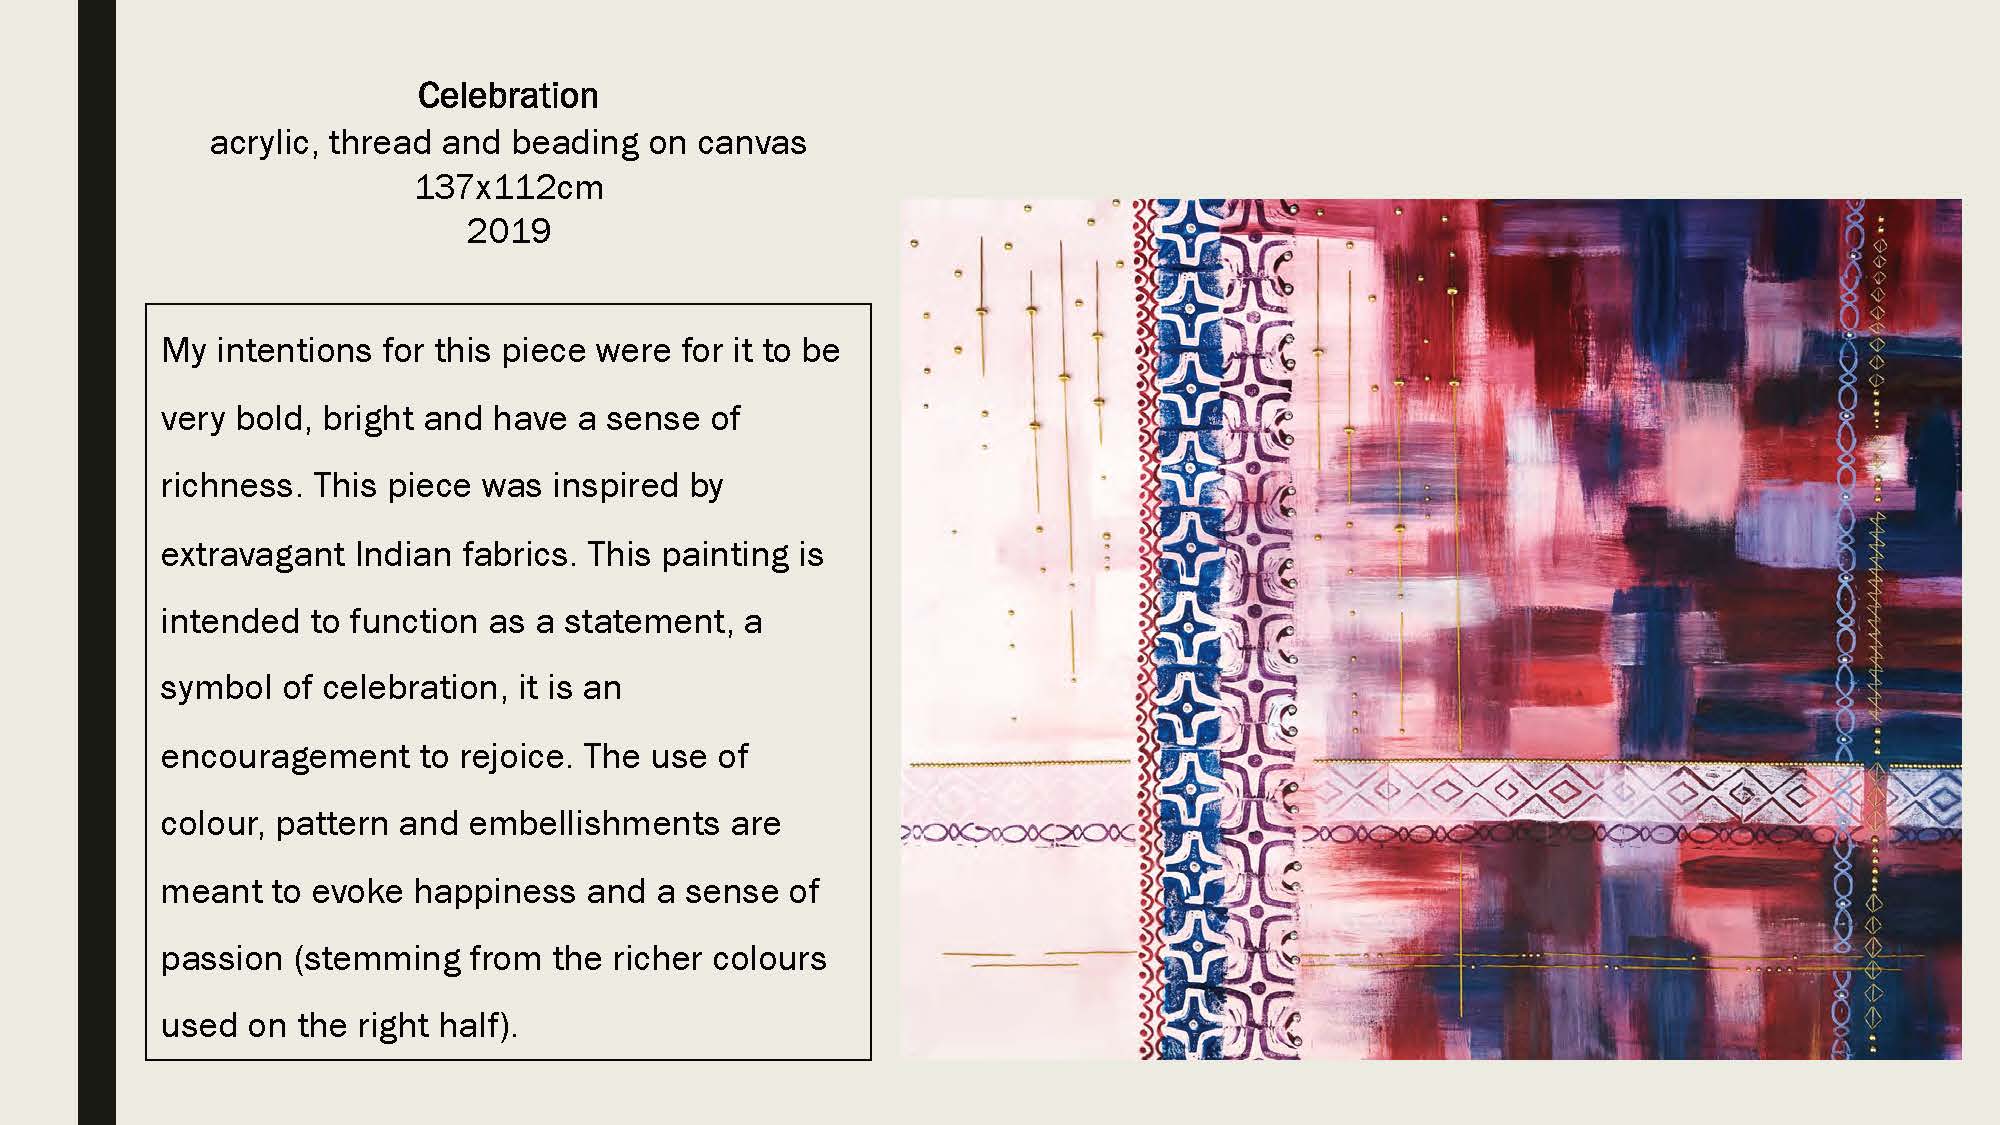 Celebration
acrylic, thread and beading on canvas
137x112cm
2019
My intentions for this piece were for it to be
very bold, bright and have a sense of
richness. This piece was inspired by
extravagant Indian fabrics. This painting is
intended to function as a statement, a
symbol of celebration, it is an
encouragement to rejoice. The use of
colour, pattern and embellishments are
meant to evoke happiness and a sense of
passion (stemming from the richer colours
used on the right half).